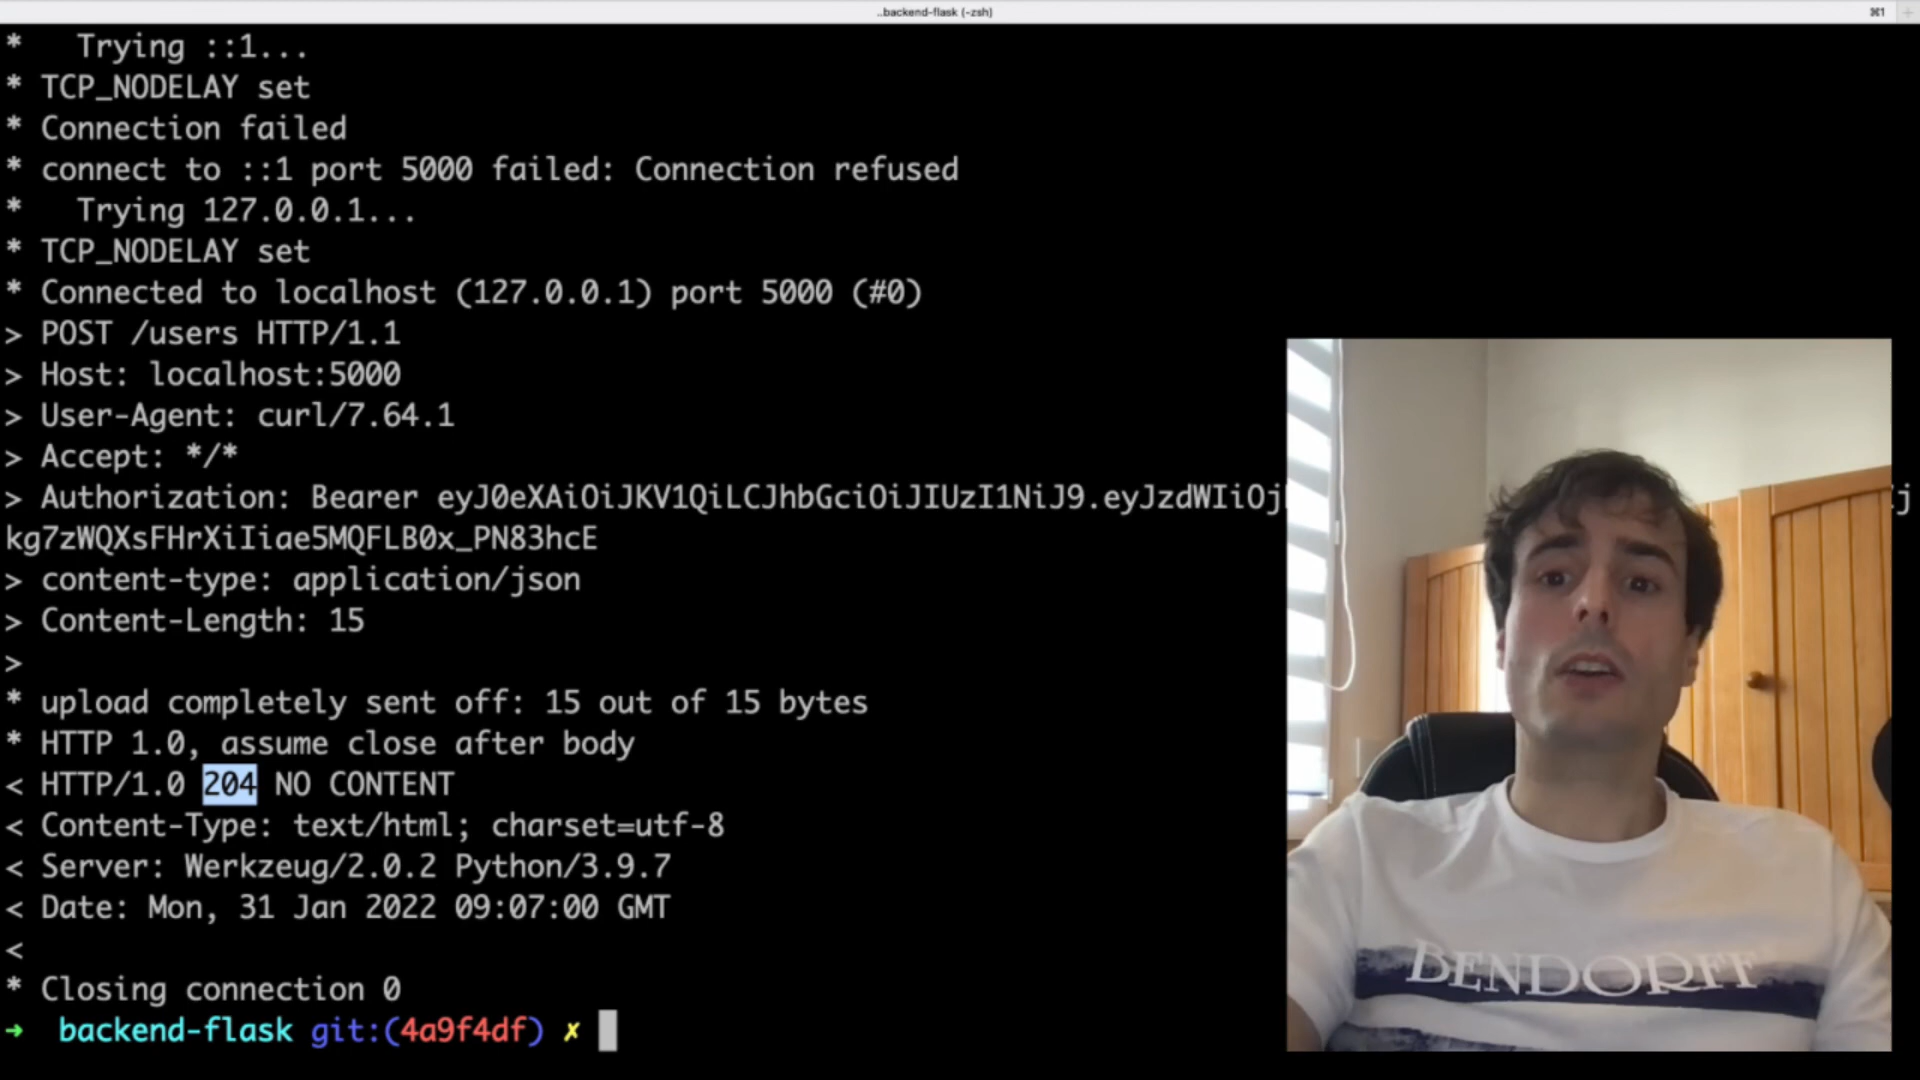 ..backend-flask (-zsh)
⌘1
* Trying ::1...
* TCP_NODELAY set
* Connection failed
* connect to ::1 port 5000 failed: Connection refused
* Trying 127.0.0.1...
* TCP_NODELAY set
* Connected to localhost (127.0.0.1) port 5000 (#0)
> POST /users HTTP/1.1
> Host: localhost:5000
> User-Agent: curl/7.64.1
> Accept: */*
> Authorization: Bearer eyJ0eXAiOiJKV1QiLCJhbGciOiJIUzI1NiJ9.eyJzdWIiOj
kg7zWQXsFHrXiIiae5MQFLB0x_PN83hcE
> content-type: application/json
> Content-Length: 15
>
* upload completely sent off: 15 out of 15 bytes
* HTTP 1.0, assume close after body
< HTTP/1.0 204 NO CONTENT
< Content-Type: text/html; charset=utf-8
< Server: Werkzeug/2.0.2 Python/3.9.7
< Date: Mon, 31 Jan 2022 09:07:00 GMT
<
* Closing connection 0
→ backend-flask git:(4a9f4df) ✗
BENDORFF